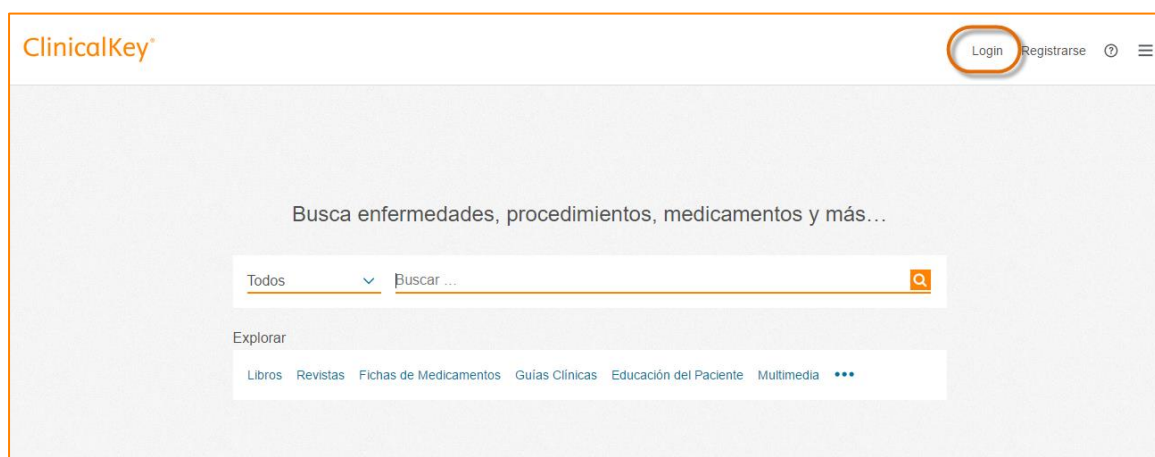 ClinicalKey®
Login Registrarse ?
Busca enfermedades, procedimientos, medicamentos y más...
Todos Buscar ...
Explorar
Libros Revistas Fichas de Medicamentos Guías Clínicas Educación del Paciente Multimedia •••